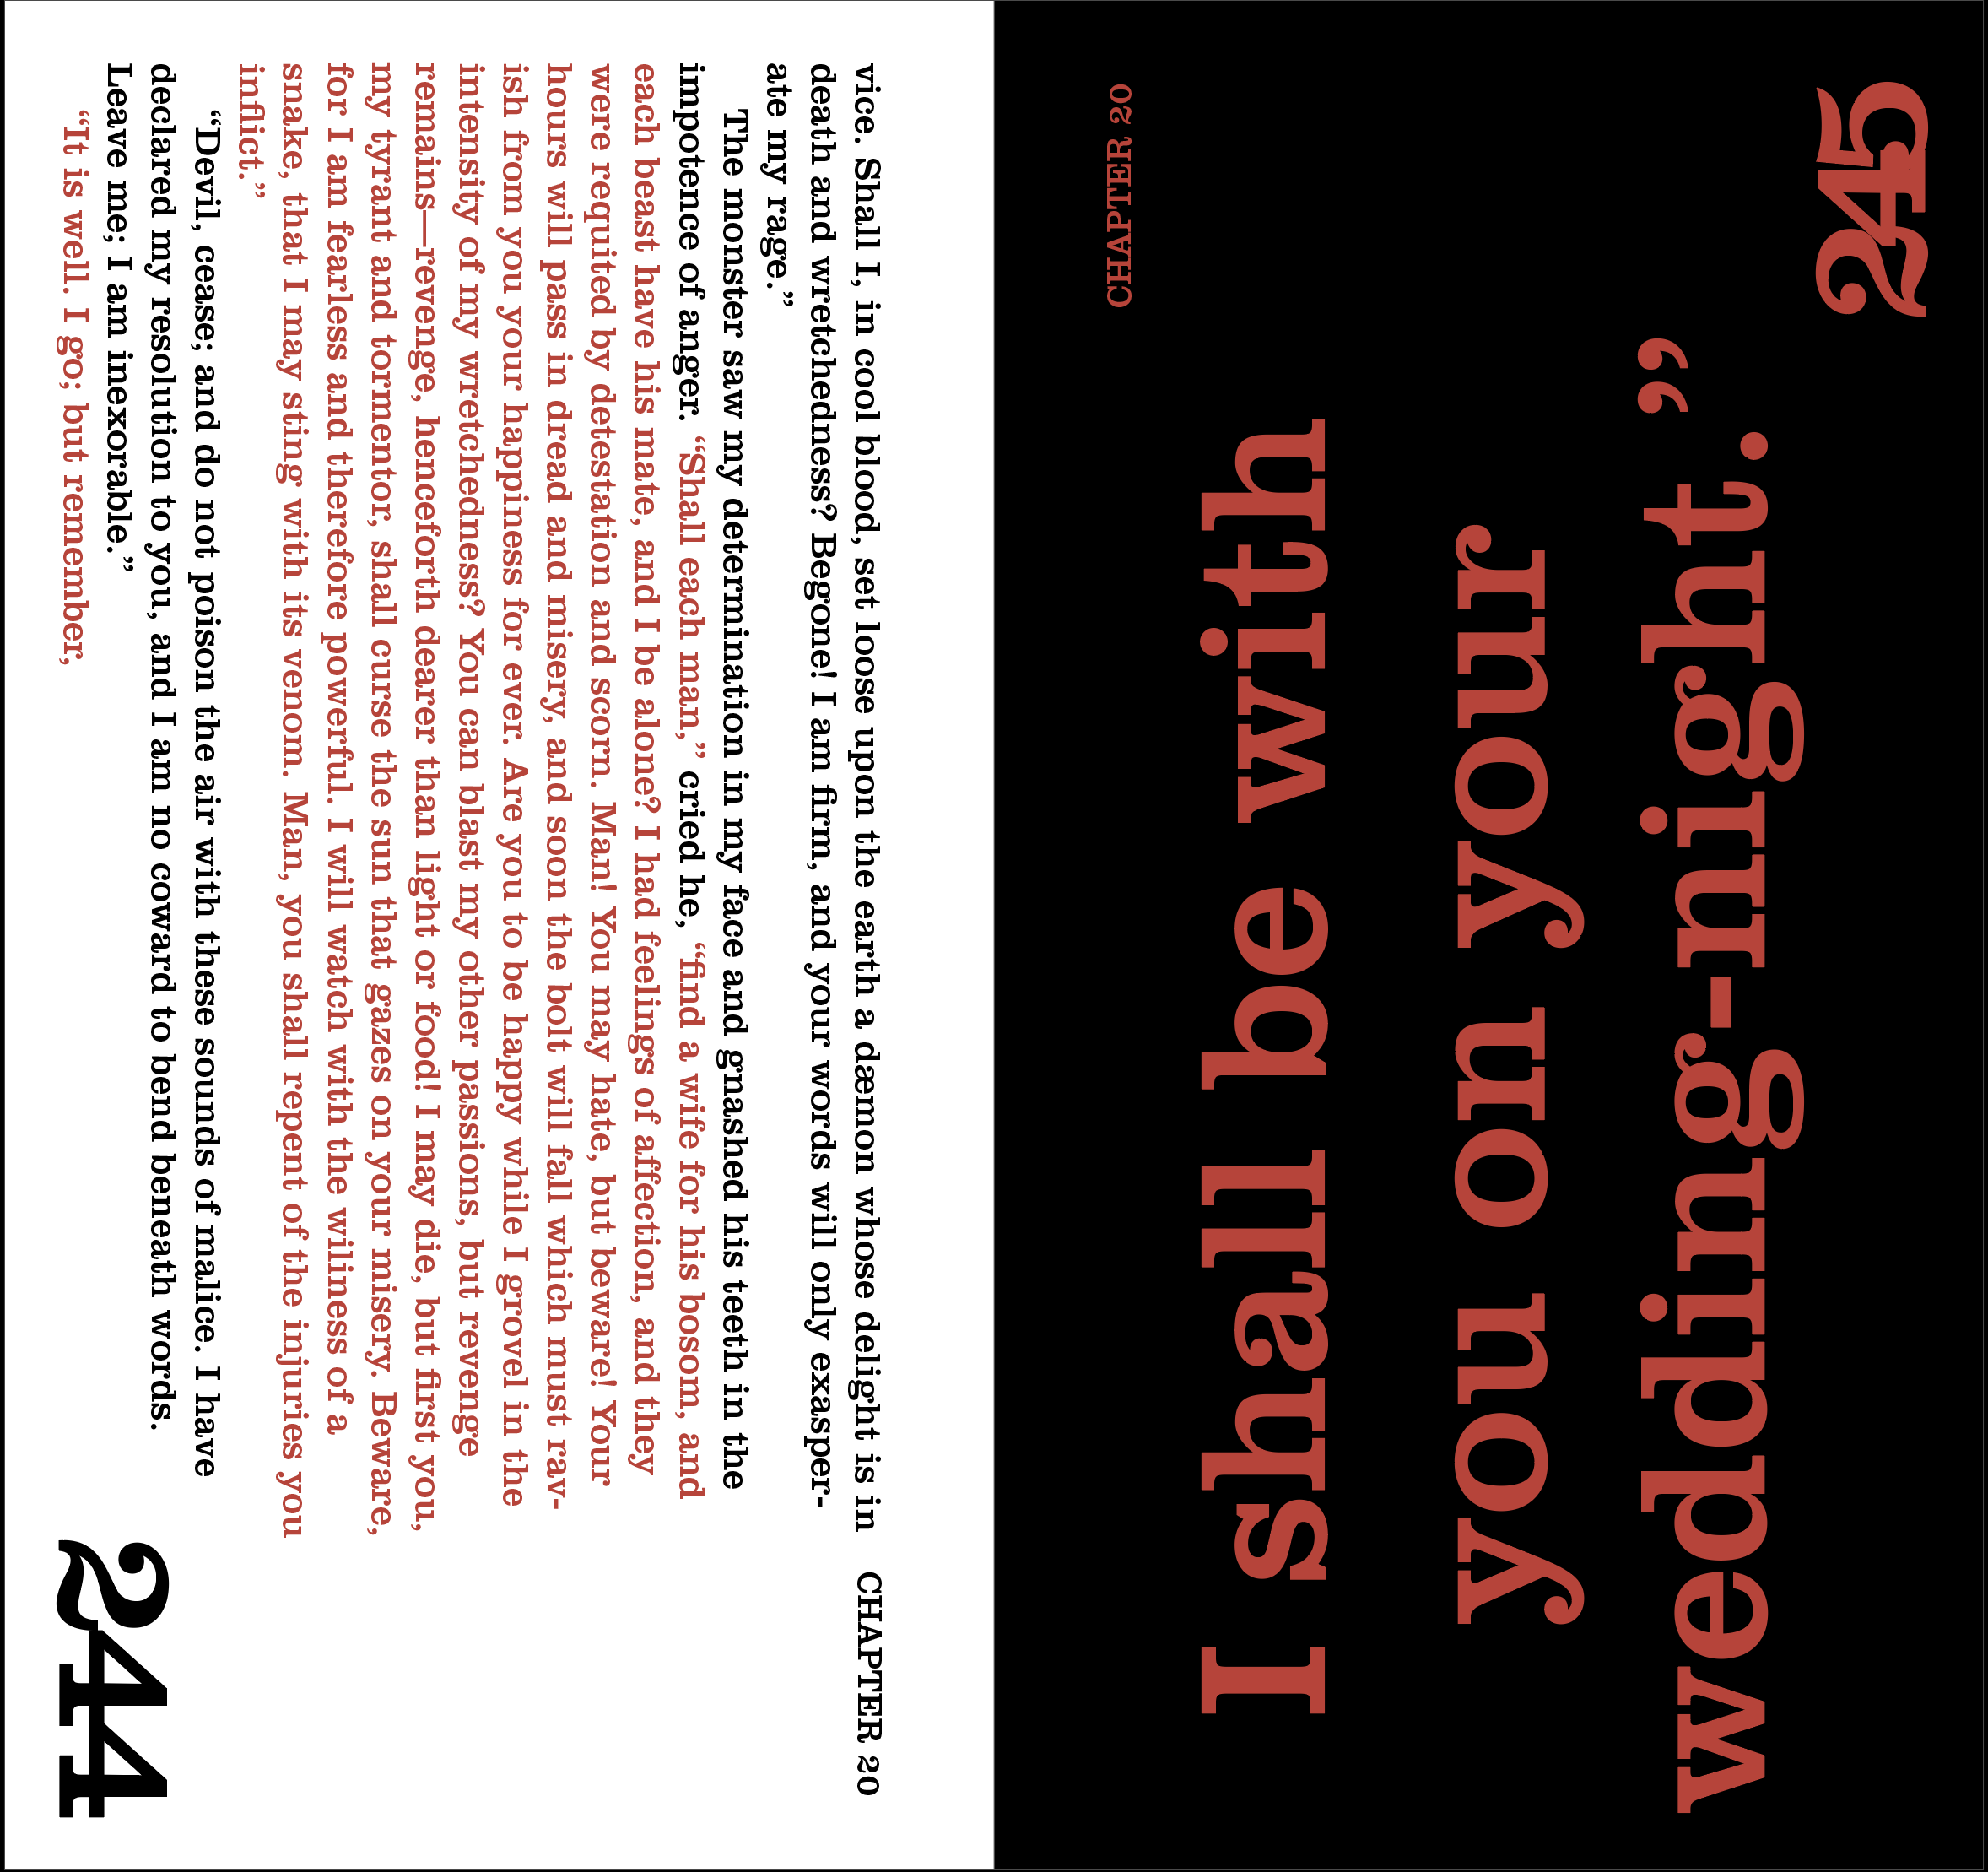 vice. Shall I, in cool blood, set loose upon the earth a dæmon whose delight is in
death and wretchedness? Begone! I am firm, and your words will only exasper-
ate my rage.”
The monster saw my determination in my face and gnashed his teeth in the
impotence of anger. “Shall each man,” cried he, “find a wife for his bosom, and
each beast have his mate, and I be alone? I had feelings of affection, and they
were requited by detestation and scorn. Man! You may hate, but beware! Your
hours will pass in dread and misery, and soon the bolt will fall which must rav-
ish from you your happiness for ever. Are you to be happy while I grovel in the
intensity of my wretchedness? You can blast my other passions, but revenge
remains—revenge, henceforth dearer than light or food! I may die, but first you,
my tyrant and tormentor, shall curse the sun that gazes on your misery. Beware,
for I am fearless and therefore powerful. I will watch with the wiliness of a
snake, that I may sting with its venom. Man, you shall repent of the injuries you
inflict.”
“Devil, cease; and do not poison the air with these sounds of malice. I have
declared my resolution to you, and I am no coward to bend beneath words.
Leave me; I am inexorable.”
“It is well. I go; but remember,
CHAPTER 20
244
CHAPTER 20
I shall be with
you on your
wedding-night.”
245